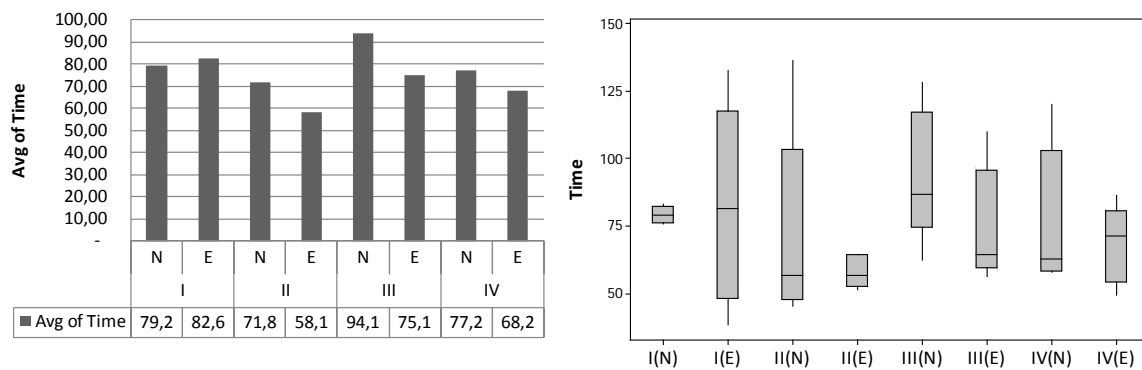 Avg of Time
100,00
90,00
80,00
70,00
60,00
50,00
40,00
30,00
20,00
10,00
-
N E N E N E N E
I II III IV
Avg of Time 79,2 82,6 71,8 58,1 94,1 75,1 77,2 68,2
Time
150
125
100
75
50
I(N) I(E) II(N) II(E) III(N) III(E) IV(N) IV(E)